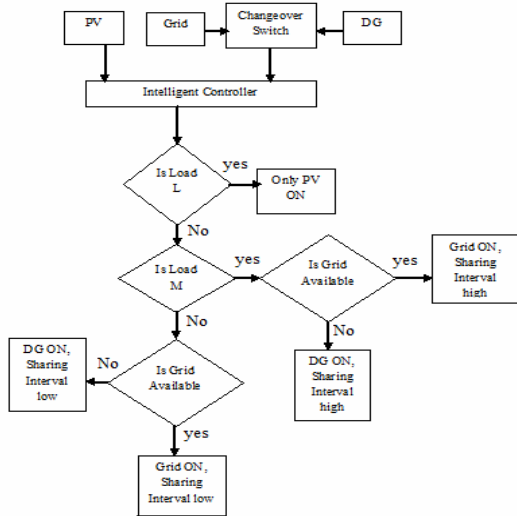 PV
Grid
Changeover
Switch
DG
Intelligent Controller
Is Load
L
yes
Only PV
ON
No
Is Load
M
yes
Is Grid
Available
yes
Grid ON,
Sharing
Interval
high
No
No
DG ON,
Sharing
Interval
high
DG ON,
Sharing
Interval
low
No
Is Grid
Available
yes
Grid ON,
Sharing
Interval low